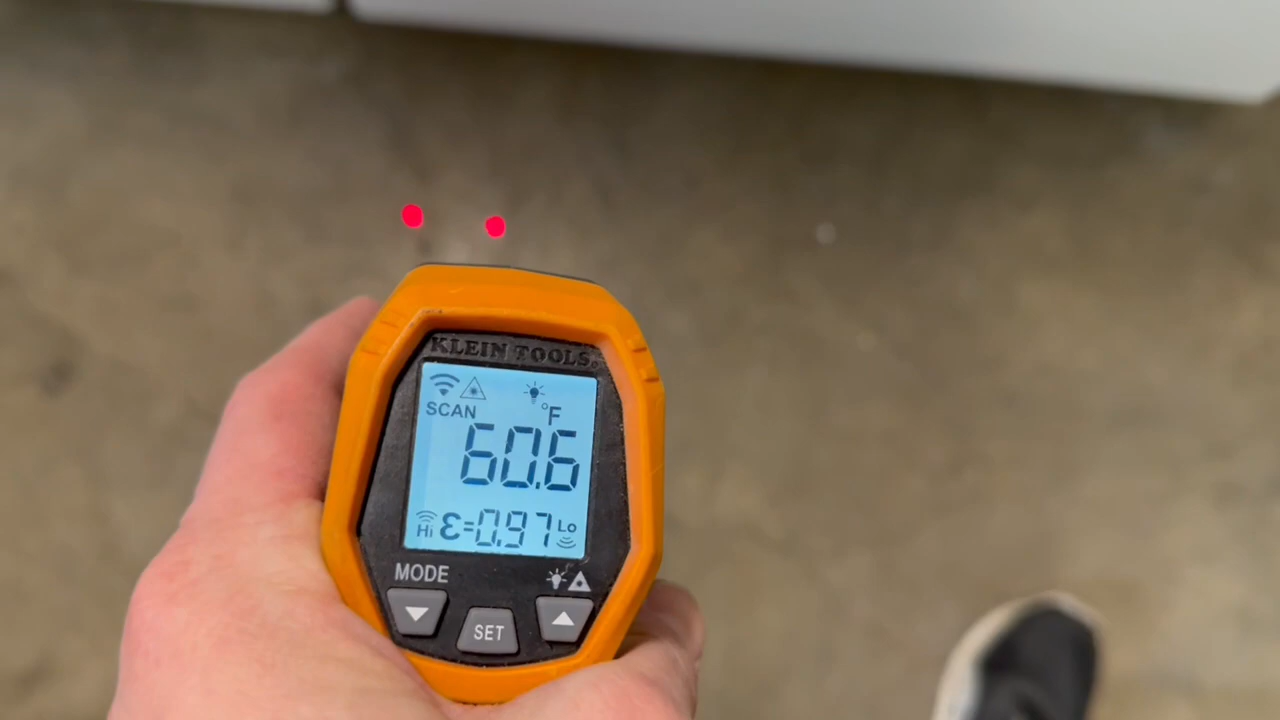 KLEIN TOOLS®
SCAN °F
60.6
Hi ε=0.97 Lo
MODE
SET